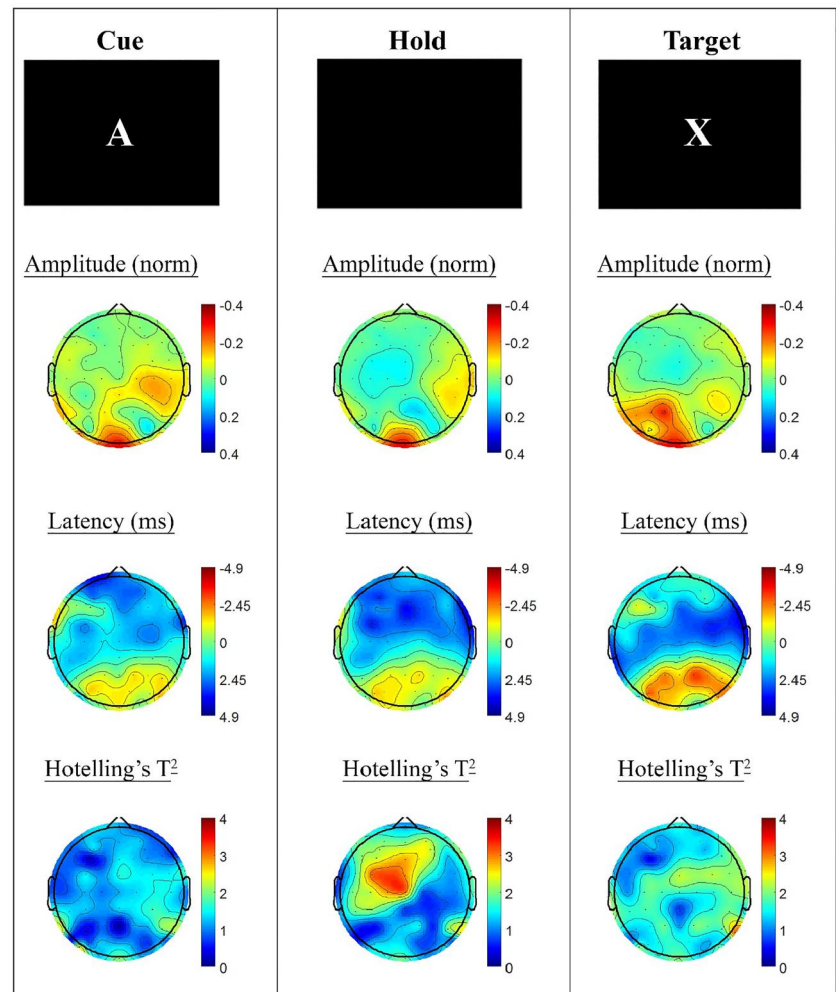 Cue Hold Target
A X
Amplitude (norm) Amplitude (norm) Amplitude (norm)
-0.4 -0.4 -0.4
-0.2 -0.2 -0.2
0 0 0
0.2 0.2 0.2
0.4 0.4 0.4
Latency (ms) Latency (ms) Latency (ms)
-4.9 -4.9 -4.9
-2.45 -2.45 -2.45
0 0 0
2.45 2.45 2.45
4.9 4.9 4.9
Hotelling’s T² Hotelling’s T² Hotelling’s T²
4 4 4
3 3 3
2 2 2
1 1 1
0 0 0